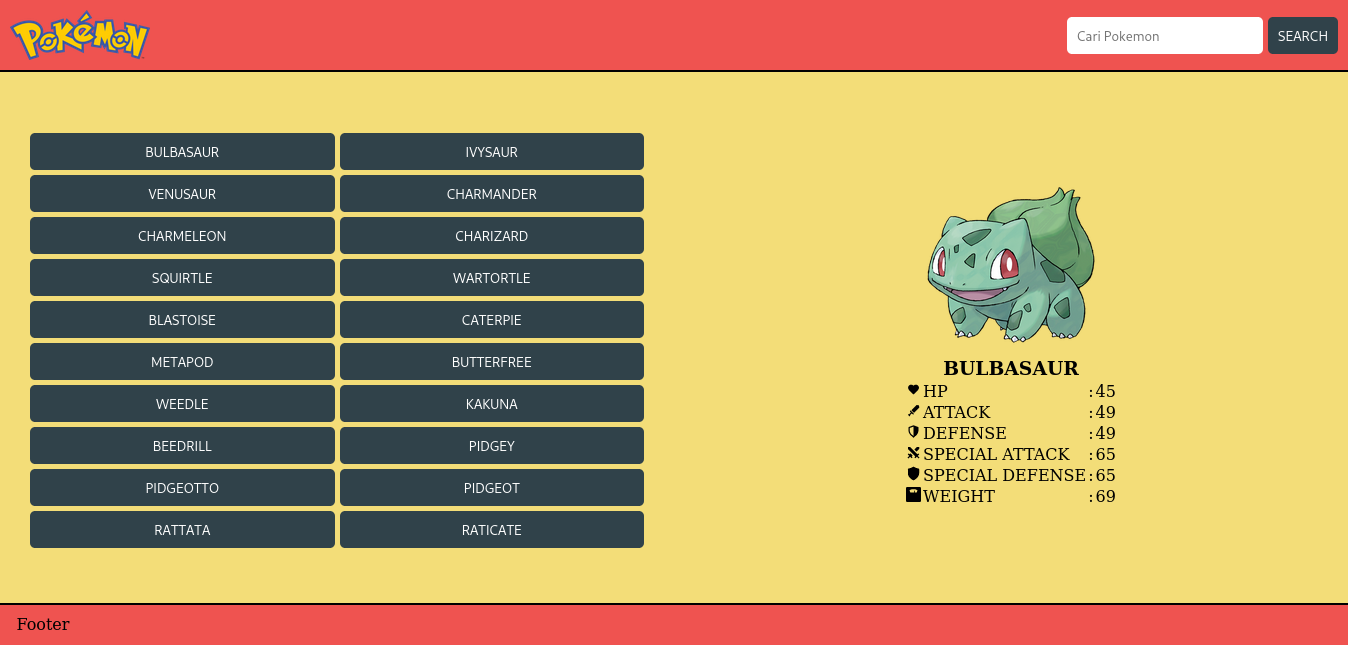 Pokémon
Cari Pokemon
SEARCH
BULBASAUR
IVYSAUR
VENUSAUR
CHARMANDER
CHARMELEON
CHARIZARD
SQUIRTLE
WARTORTLE
BLASTOISE
CATERPIE
METAPOD
BUTTERFREE
WEEDLE
KAKUNA
BEEDRILL
PIDGEY
PIDGEOTTO
PIDGEOT
RATTATA
RATICATE
BULBASAUR
HP : 45
ATTACK : 49
DEFENSE : 49
SPECIAL ATTACK : 65
SPECIAL DEFENSE : 65
WEIGHT : 69
Footer